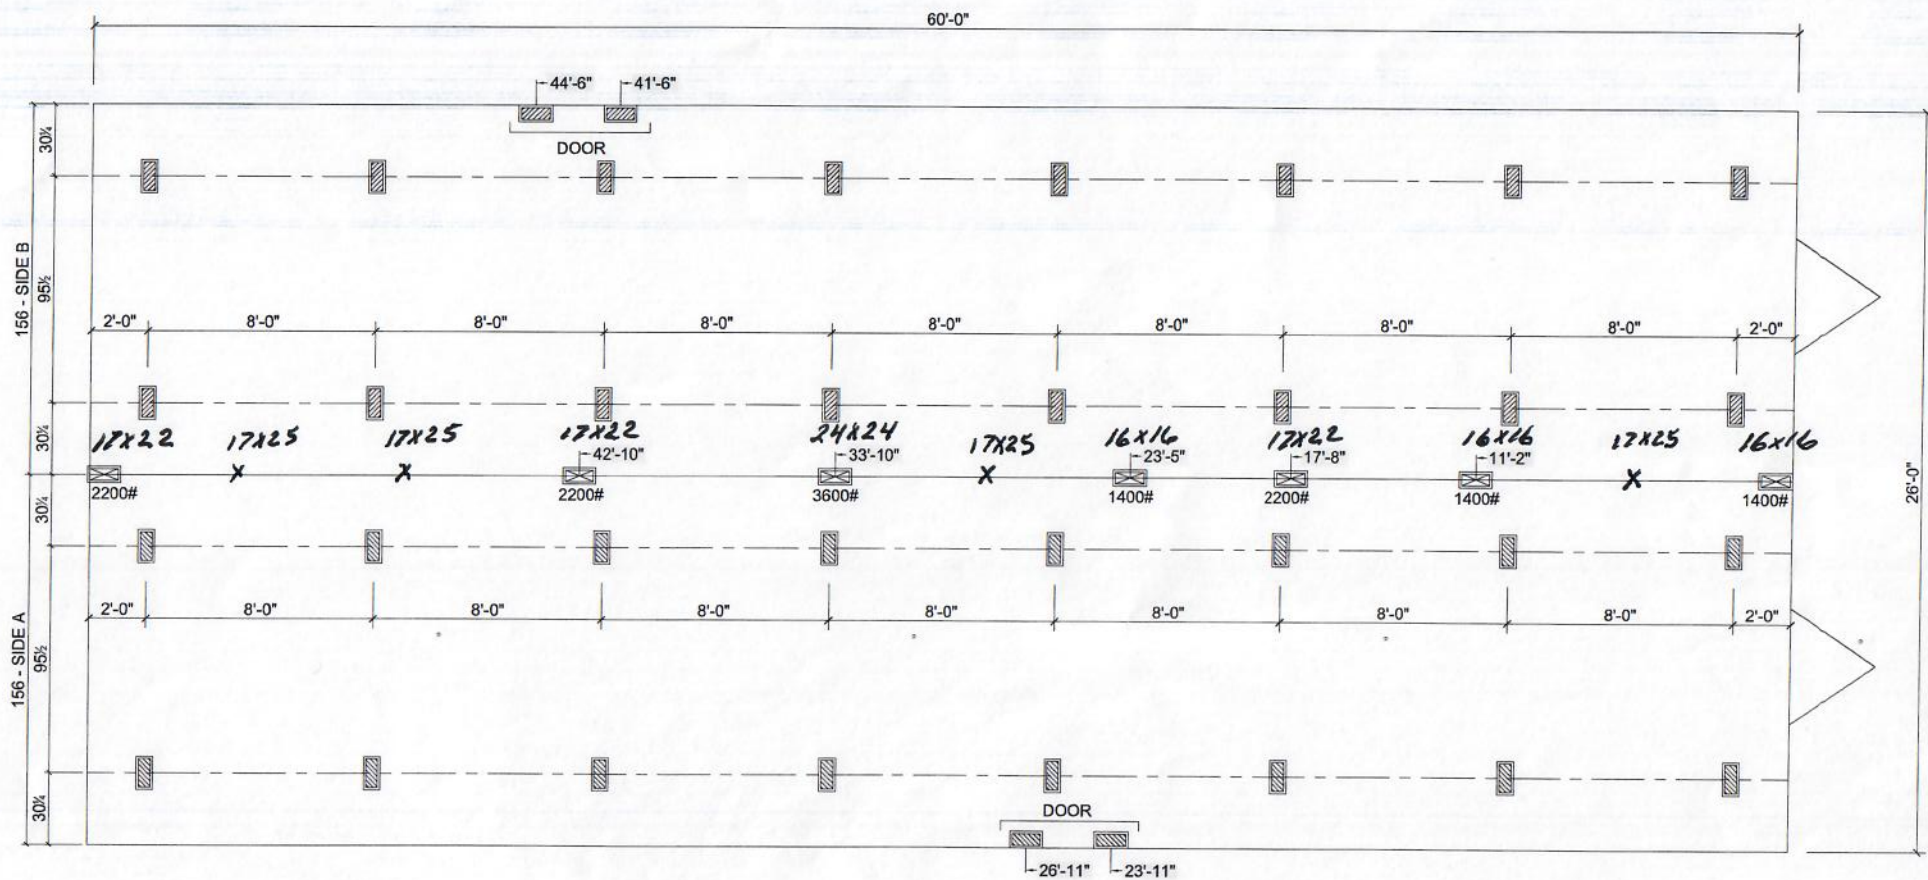 60'-0"
44'-6" 41'-6"
DOOR
30¼
95½
156 - SIDE B
2'-0" 8'-0" 8'-0" 8'-0" 8'-0" 8'-0" 8'-0" 8'-0" 2'-0"
30¼
17X22 17X25 17X25 17X22 24X24 17X25 16X16 17X22 16X16 17X25 16X16
42'-10" 33'-10" 23'-5" 17'-8" 11'-2"
X X X X
2200# 2200# 3600# 1400# 2200# 1400# 1400#
26'-0"
30¼
2'-0" 8'-0" 8'-0" 8'-0" 8'-0" 8'-0" 8'-0" 8'-0" 2'-0"
95½
156 - SIDE A
30¼
DOOR
26'-11" 23'-11"